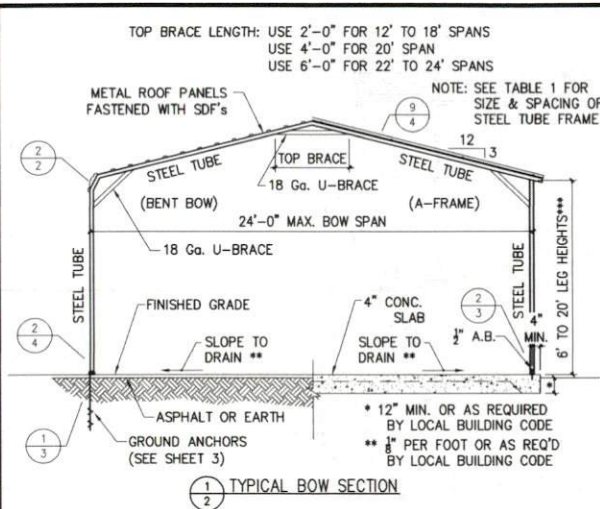 TOP BRACE LENGTH: USE 2'-0" FOR 12' TO 18' SPANS
USE 4'-0" FOR 20' SPAN
USE 6'-0" FOR 22' TO 24' SPANS
NOTE: SEE TABLE 1 FOR
SIZE & SPACING OF
STEEL TUBE FRAME
METAL ROOF PANELS
FASTENED WITH SDF's
9
4
12
3
2
2
STEEL TUBE
TOP BRACE
STEEL TUBE
18 Ga. U-BRACE
(BENT BOW)
(A-FRAME)
24'-0" MAX. BOW SPAN
18 Ga. U-BRACE
STEEL TUBE
STEEL TUBE
6' TO 20' LEG HEIGHTS***
FINISHED GRADE
4" CONC.
SLAB
2
3
4"
MIN.
2
4
SLOPE TO
DRAIN **
SLOPE TO
DRAIN **
½" A.B.
*
ASPHALT OR EARTH
1
3
GROUND ANCHORS
(SEE SHEET 3)
* 12" MIN. OR AS REQUIRED
BY LOCAL BUILDING CODE
** ⅛" PER FOOT OR AS REQ'D
BY LOCAL BUILDING CODE
1
2
TYPICAL BOW SECTION